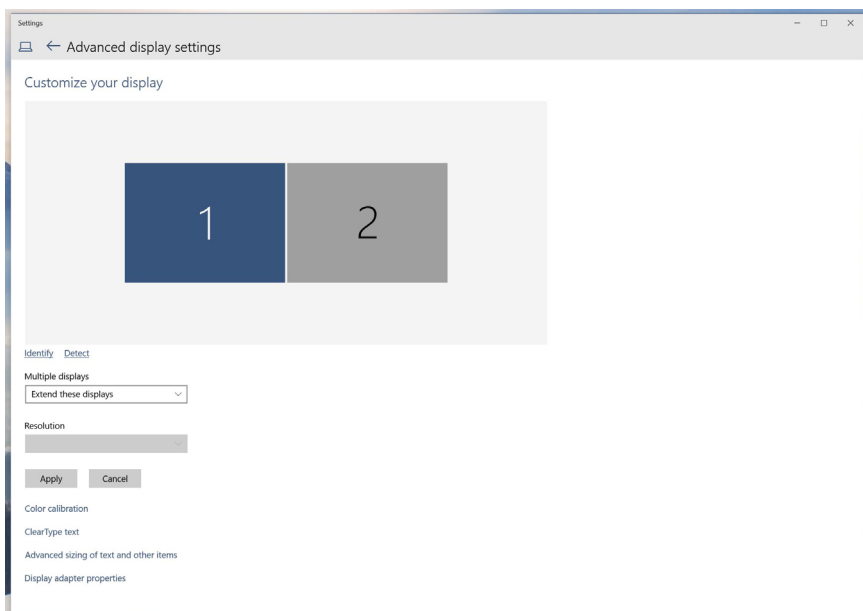 Settings
Advanced display settings
Customize your display
1 2
Identify Detect
Multiple displays
Extend these displays
Resolution
Apply Cancel
Color calibration
ClearType text
Advanced sizing of text and other items
Display adapter properties